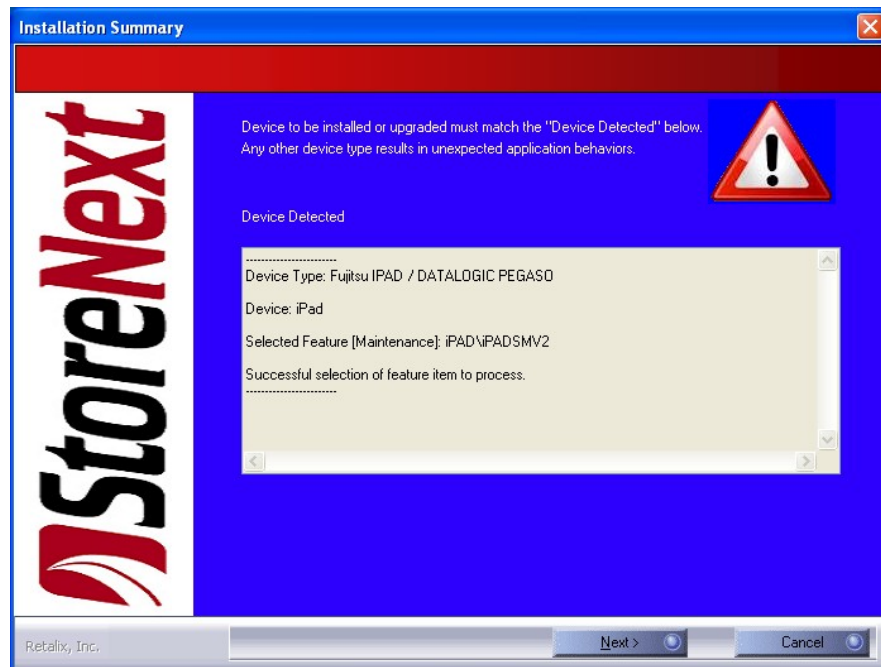 Installation Summary
Device to be installed or upgraded must match the "Device Detected" below.
Any other device type results in unexpected application behaviors.
Device Detected
------------------------
Device Type: Fujitsu IPAD / DATALOGIC PEGASO
Device: iPad
Selected Feature [Maintenance]: iPAD\iPADSMV2
Successful selection of feature item to process.
------------------------
StoreNext
Retalix, Inc.
Next >
Cancel